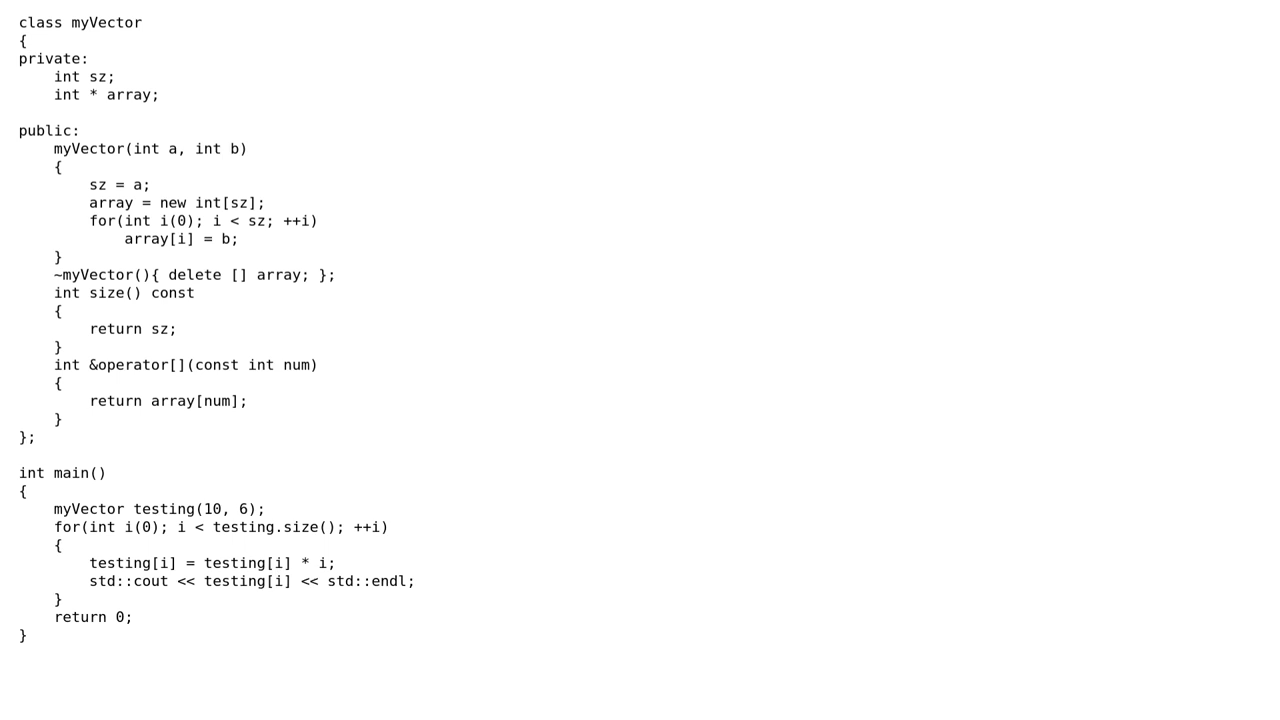 class myVector
{
private:
    int sz;
    int * array;

public:
    myVector(int a, int b)
    {
        sz = a;
        array = new int[sz];
        for(int i(0); i < sz; ++i)
            array[i] = b;
    }
    ~myVector(){ delete [] array; };
    int size() const
    {
        return sz;
    }
    int &operator[](const int num)
    {
        return array[num];
    }
};

int main()
{
    myVector testing(10, 6);
    for(int i(0); i < testing.size(); ++i)
    {
        testing[i] = testing[i] * i;
        std::cout << testing[i] << std::endl;
    }
    return 0;
}